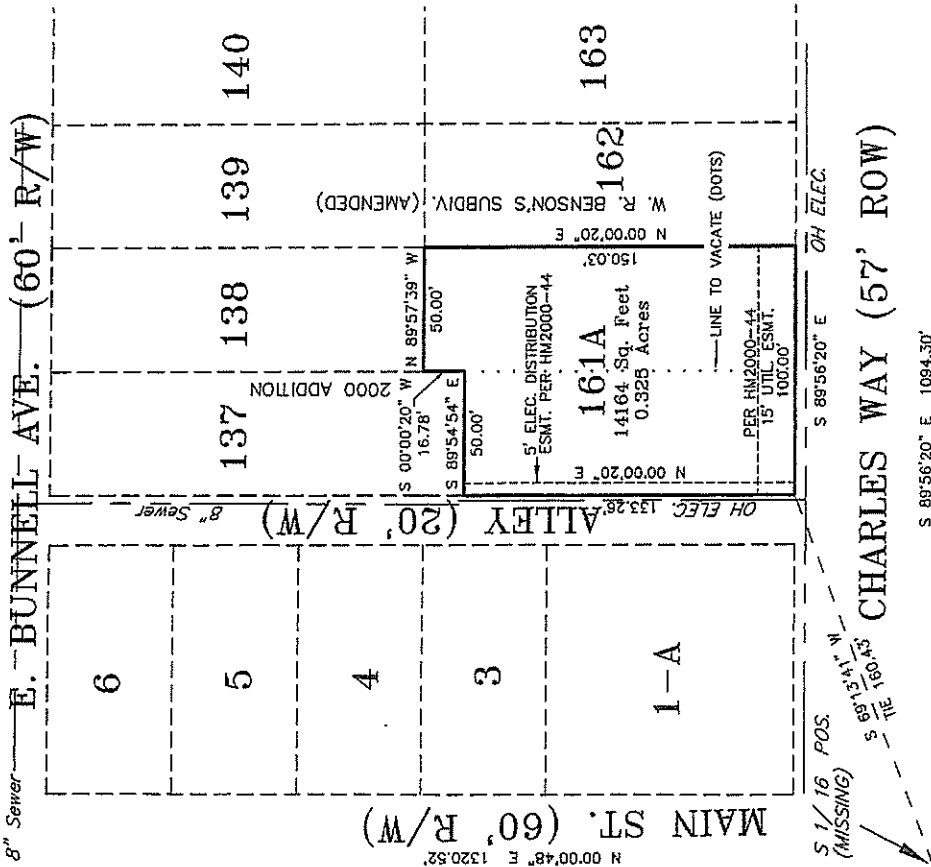 8" Sewer
E. BUNNELL AVE. (60' R/W)
6
5
4
3
1-A
137
138
139
140
2000 ADDITION
8" Sewer
ALLEY (20' R/W)
S 00°00'20" W
16.78'
N 89°57'39" W
50.00'
S 89°54'54" E
50.00'
5' ELEC. DISTRIBUTION
ESMT. PER HM2000-44
161A
14164 Sq. Feet
0.325 Acres
N 00°00'20" E
133.26'
OH ELEC.
N 00°00'20" E
150.03'
W. R. BENSON'S SUBDIV. (AMENDED)
162
163
LINE TO VACATE (DOTS)
PER HM2000-44
15' UTIL. ESMT.
100.00'
S 89°56'20" E
OH ELEC.
MAIN ST. (60' R/W)
N 00°00'48" E 1320.52'
S 1/16 POS.
(MISSING)
S 69°13'41" W
TIE 160.43'
CHARLES WAY (57' ROW)
S 89°56'20" E 1094.30'